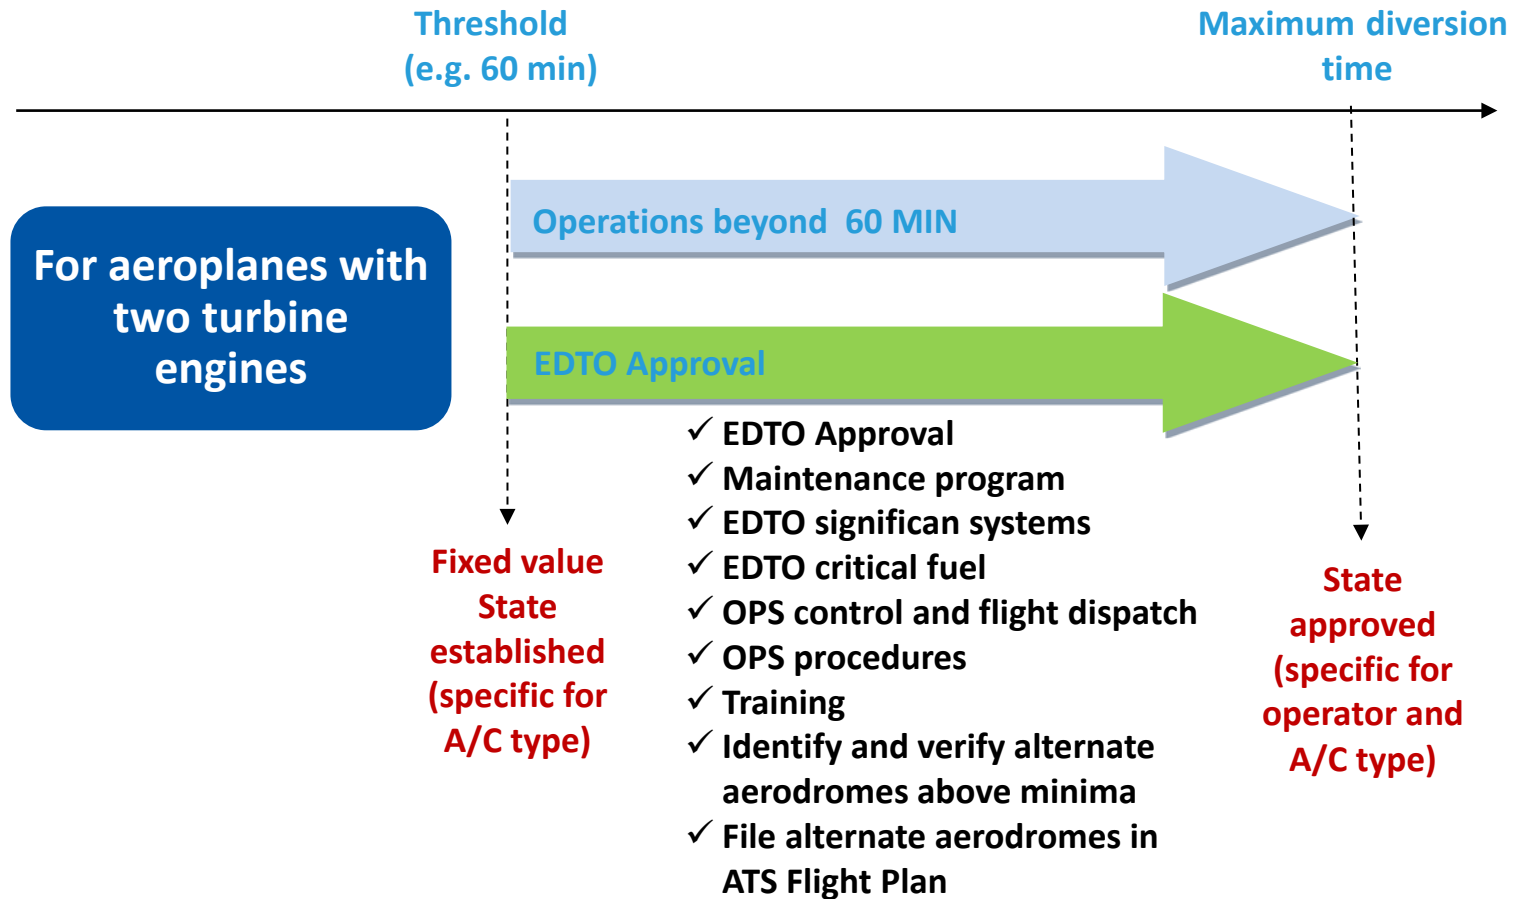 Threshold
(e.g. 60 min)
Maximum diversion
time
Operations beyond 60 MIN
For aeroplanes with
two turbine
engines
EDTO Approval
✓ EDTO Approval
✓ Maintenance program
✓ EDTO significan systems
✓ EDTO critical fuel
✓ OPS control and flight dispatch
✓ OPS procedures
✓ Training
✓ Identify and verify alternate
aerodromes above minima
✓ File alternate aerodromes in
ATS Flight Plan
Fixed value
State
established
(specific for
A/C type)
State
approved
(specific for
operator and
A/C type)